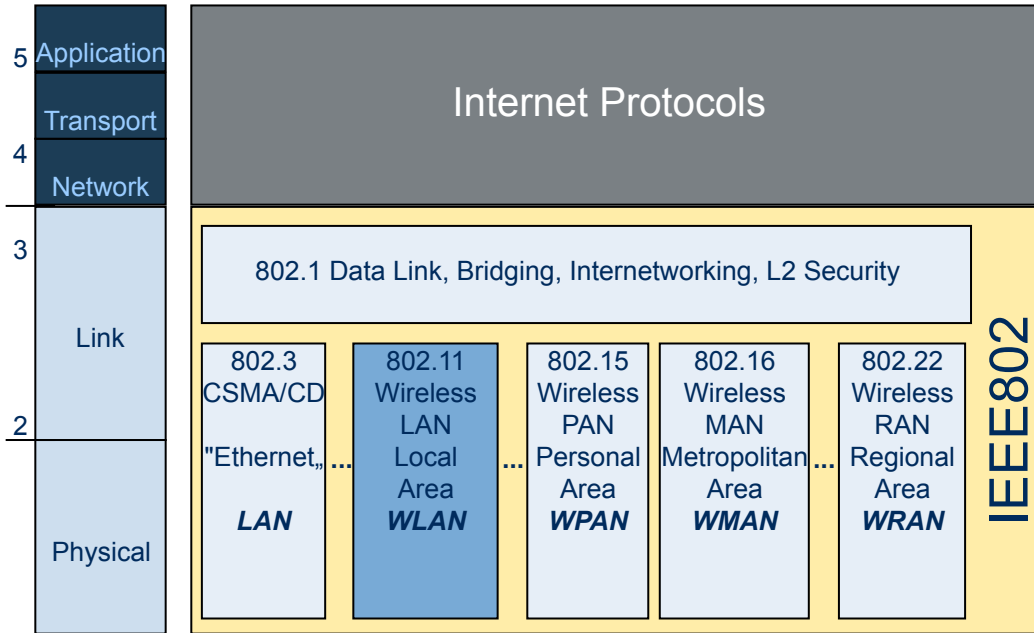 5
Application
Transport
4
Network
3
Link
2
Physical
Internet Protocols
802.1 Data Link, Bridging, Internetworking, L2 Security
802.3
CSMA/CD
"Ethernet„
LAN
...
802.11
Wireless
LAN
Local
Area
WLAN
...
802.15
Wireless
PAN
Personal
Area
WPAN
802.16
Wireless
MAN
Metropolitan
Area
WMAN
...
802.22
Wireless
RAN
Regional
Area
WRAN
IEEE802